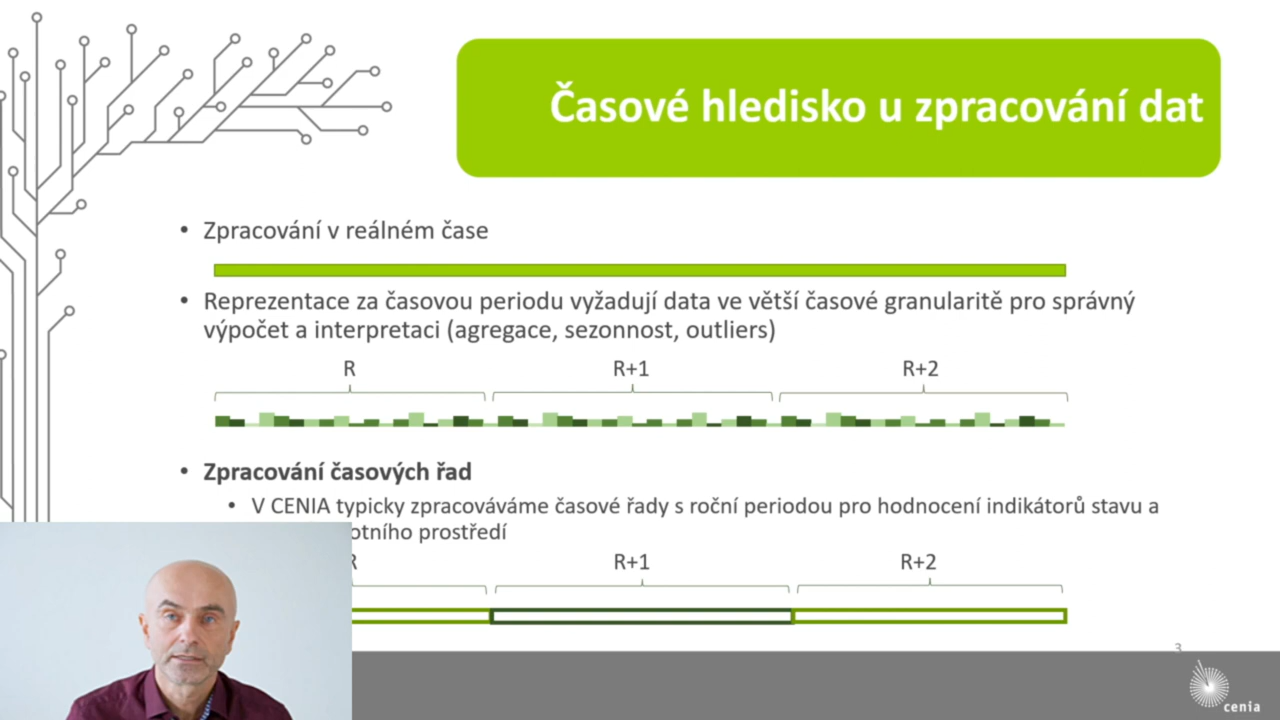 Časové hledisko u zpracování dat
• Zpracování v reálném čase
• Reprezentace za časovou periodu vyžadují data ve větší časové granularitě pro správný
výpočet a interpretaci (agregace, sezonnost, outliers)
R R+1 R+2
• Zpracování časových řad
• V CENIA typicky zpracováváme časové řady s roční periodou pro hodnocení indikátorů stavu a
prostředí
R R+1 R+2
3
cenia